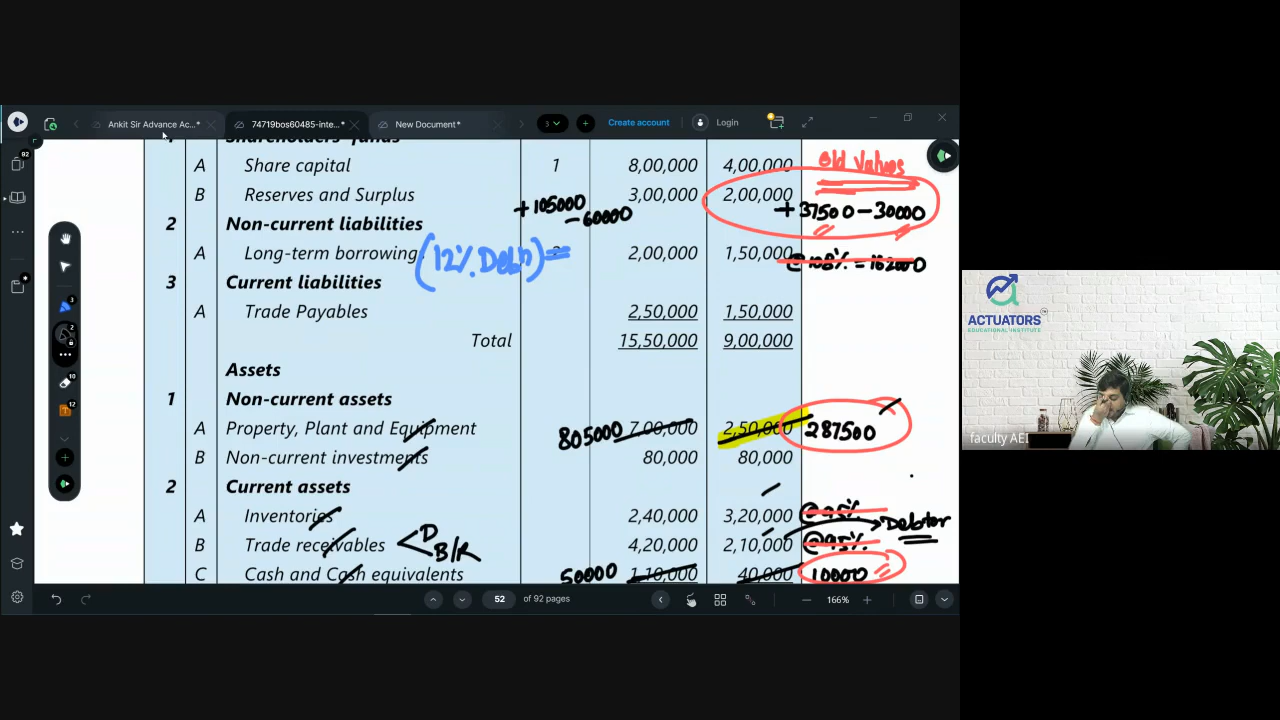 Ankit Sir Advance Ac...*
74719bos60485-inte...*
New Document*
3
Create account
Login
92
Shareholders' funds
A Share capital 1 8,00,000 4,00,000 Old Values
B Reserves and Surplus 3,00,000 2,00,000
+105000 -60000 +37500-30000
2 Non-current liabilities
A Long-term borrowing (12% Deb) 2,00,000 1,50,000 @108% = 162000
3 Current liabilities
A Trade Payables 2,50,000 1,50,000
Total 15,50,000 9,00,000
Assets
1 Non-current assets
A Property, Plant and Equipment 805000 7,00,000 2,50,000 287500
B Non-current investments 80,000 80,000
2 Current assets
A Inventories 2,40,000 3,20,000 @95%
B Trade receivables D B/R 4,20,000 2,10,000 @95% Debtor
C Cash and Cash equivalents 50000 1,10,000 40,000 10000
52 of 92 pages
166%
ACTUATORS
EDUCATIONAL INSTITUTE
faculty AEI